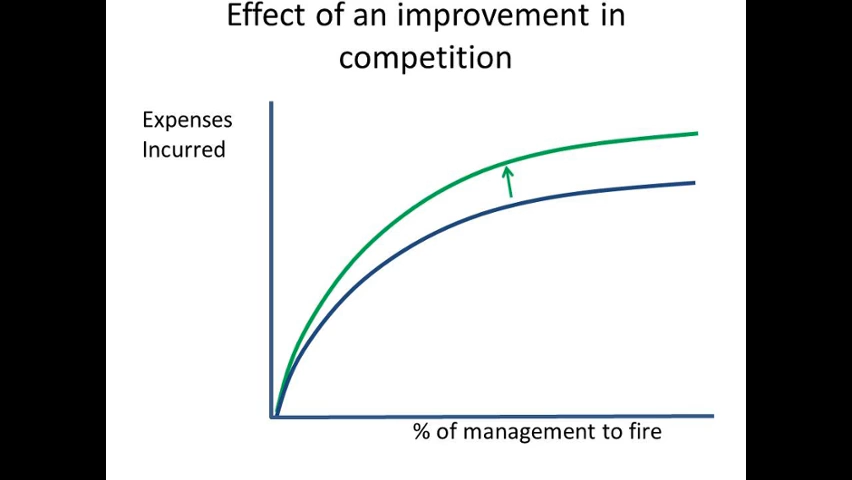 Effect of an improvement in
competition
Expenses
Incurred
% of management to fire